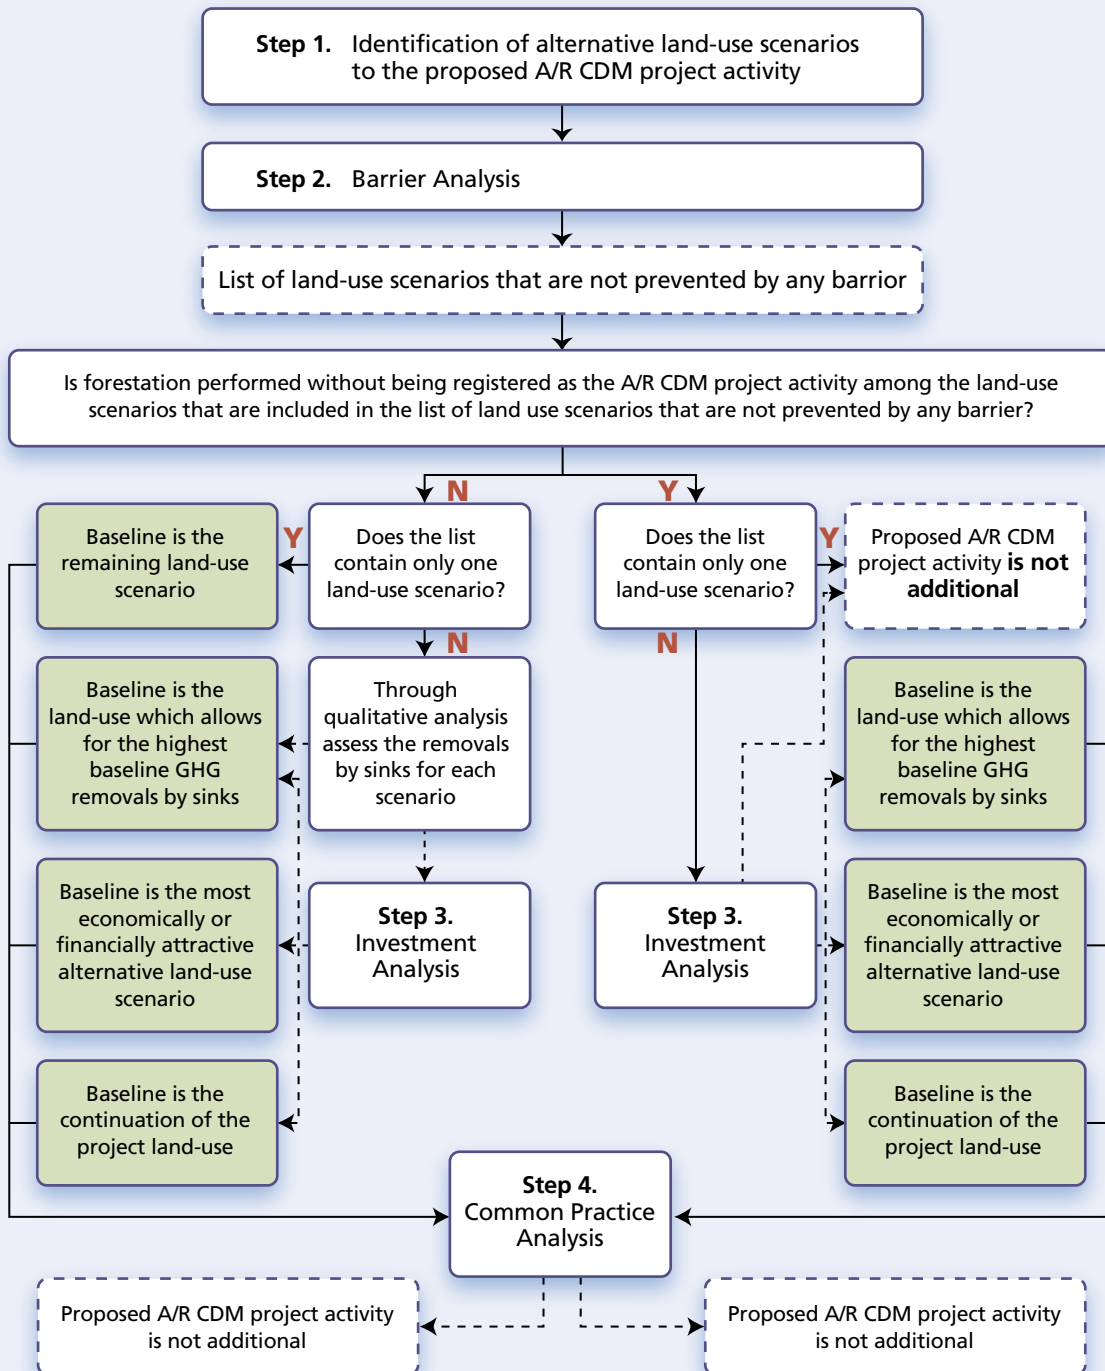 Step 1. Identification of alternative land-use scenarios
to the proposed A/R CDM project activity
Step 2. Barrier Analysis
List of land-use scenarios that are not prevented by any barrior
Is forestation performed without being registered as the A/R CDM project activity among the land-use
scenarios that are included in the list of land use scenarios that are not prevented by any barrier?
N
Y
Baseline is the
remaining land-use
scenario
Y
Does the list
contain only one
land-use scenario?
Does the list
contain only one
land-use scenario?
Y
Proposed A/R CDM
project activity is not
additional
N
N
Baseline is the
land-use which allows
for the highest
baseline GHG
removals by sinks
Through
qualitative analysis
assess the removals
by sinks for each
scenario
Baseline is the
land-use which allows
for the highest
baseline GHG
removals by sinks
Baseline is the most
economically or
financially attractive
alternative land-use
scenario
Step 3.
Investment
Analysis
Step 3.
Investment
Analysis
Baseline is the most
economically or
financially attractive
alternative land-use
scenario
Baseline is the
continuation of the
project land-use
Baseline is the
continuation of the
project land-use
Step 4.
Common Practice
Analysis
Proposed A/R CDM project activity
is not additional
Proposed A/R CDM project activity
is not additional